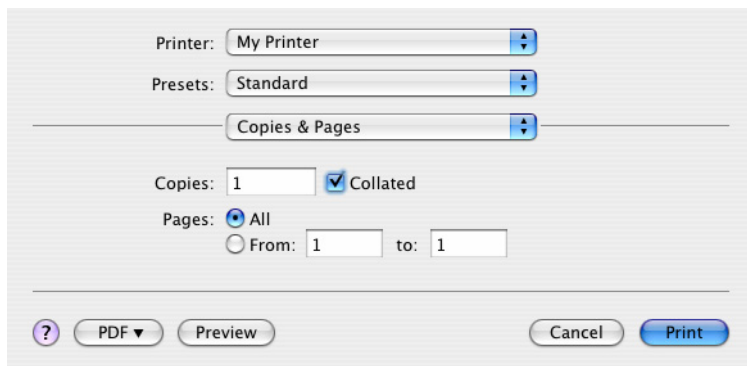 Printer: My Printer
Presets: Standard
Copies & Pages
Copies: 1 Collated
Pages: All
From: 1 to: 1
? PDF ▼ Preview Cancel Print